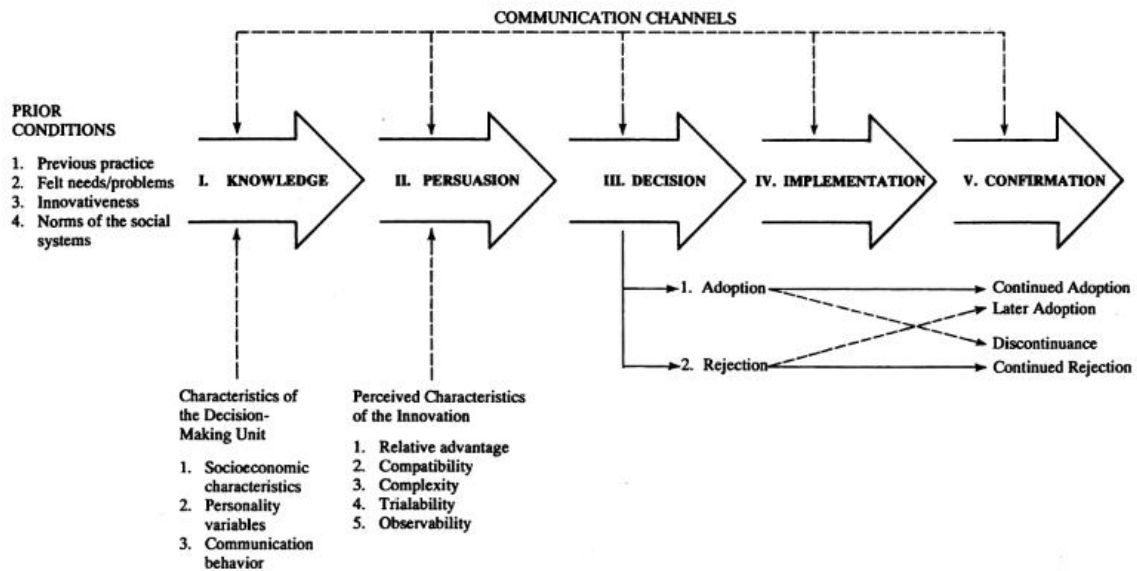 COMMUNICATION CHANNELS
PRIOR
CONDITIONS
1. Previous practice
2. Felt needs/problems
3. Innovativeness
4. Norms of the social
systems
I. KNOWLEDGE
II. PERSUASION
III. DECISION
IV. IMPLEMENTATION
V. CONFIRMATION
1. Adoption
2. Rejection
Continued Adoption
Later Adoption
Discontinuance
Continued Rejection
Characteristics of
the Decision-
Making Unit
1. Socioeconomic
characteristics
2. Personality
variables
3. Communication
behavior
Perceived Characteristics
of the Innovation
1. Relative advantage
2. Compatibility
3. Complexity
4. Trialability
5. Observability